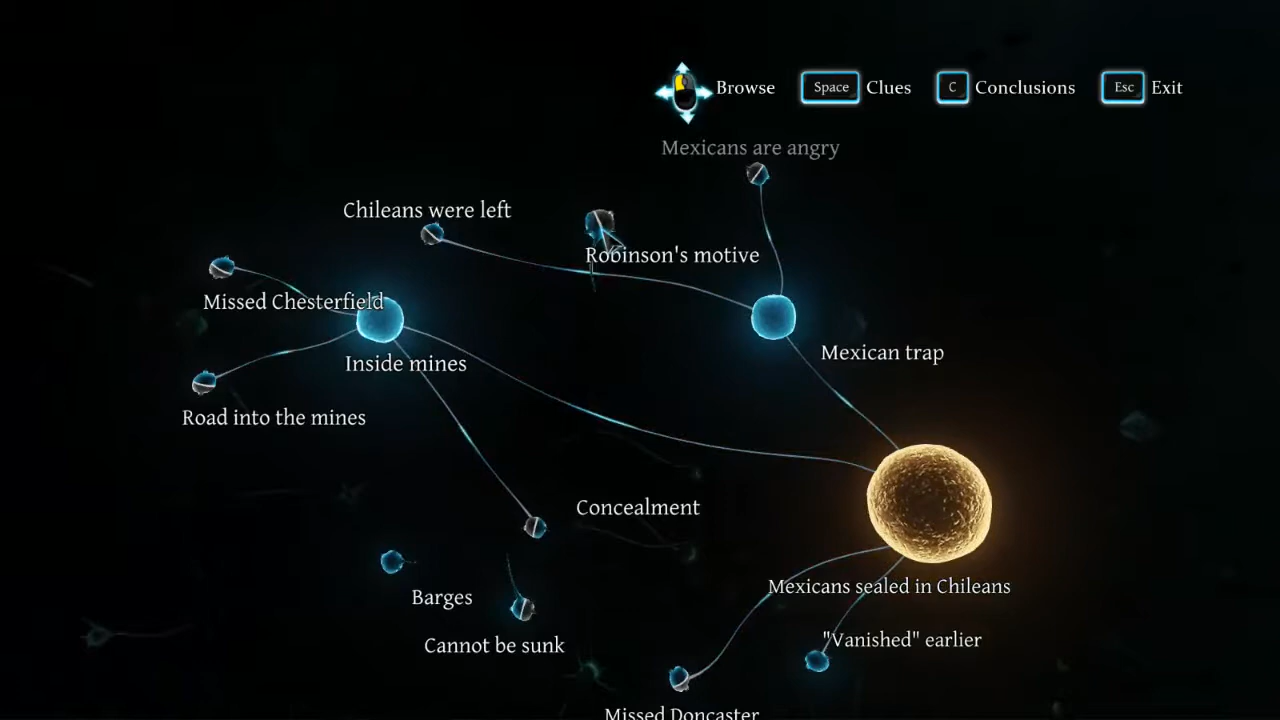 Browse
Space
Clues
C
Conclusions
Esc
Exit
Mexicans are angry
Chileans were left
Robinson's motive
Missed Chesterfield
Mexican trap
Inside mines
Road into the mines
Concealment
Mexicans sealed in Chileans
Barges
"Vanished" earlier
Cannot be sunk
Missed Doncaster